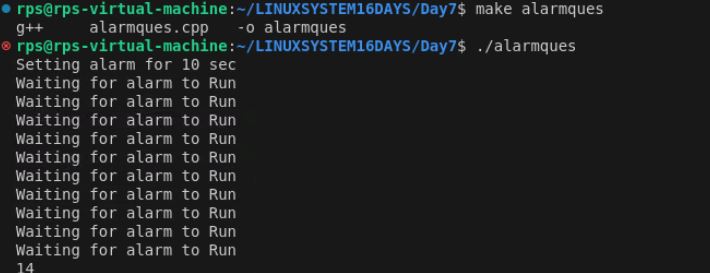 rps@rps-virtual-machine:~/LINUXSYSTEM16DAYS/Day7$ make alarmques
g++     alarmques.cpp   -o alarmques
rps@rps-virtual-machine:~/LINUXSYSTEM16DAYS/Day7$ ./alarmques
Setting alarm for 10 sec
Waiting for alarm to Run
Waiting for alarm to Run
Waiting for alarm to Run
Waiting for alarm to Run
Waiting for alarm to Run
Waiting for alarm to Run
Waiting for alarm to Run
Waiting for alarm to Run
Waiting for alarm to Run
Waiting for alarm to Run
14